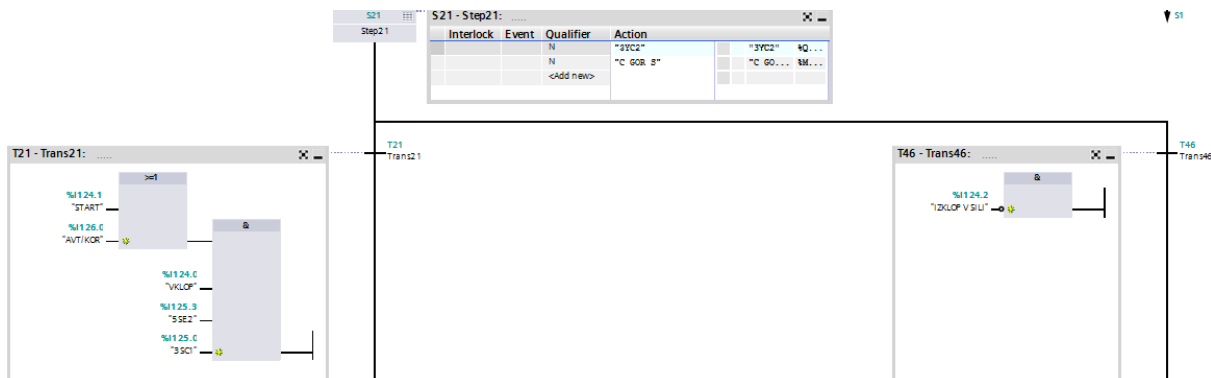 S21
Step21
S21 - Step21: .....
Interlock Event Qualifier Action
N "3YC2" "3YC2" %Q...
N "C GOR S" "C GO... %M...
<Add new>
S1
T21
Trans21
T46
Trans46
T21 - Trans21: .....
>=1
%I124.1
"START"
%I126.0
"AVT/KOR"
&
%I124.0
"VKLOP"
%I125.3
"5SE2"
%I125.0
"3SC1"
T46 - Trans46: .....
&
%I124.2
"IZKLOP V SILI"